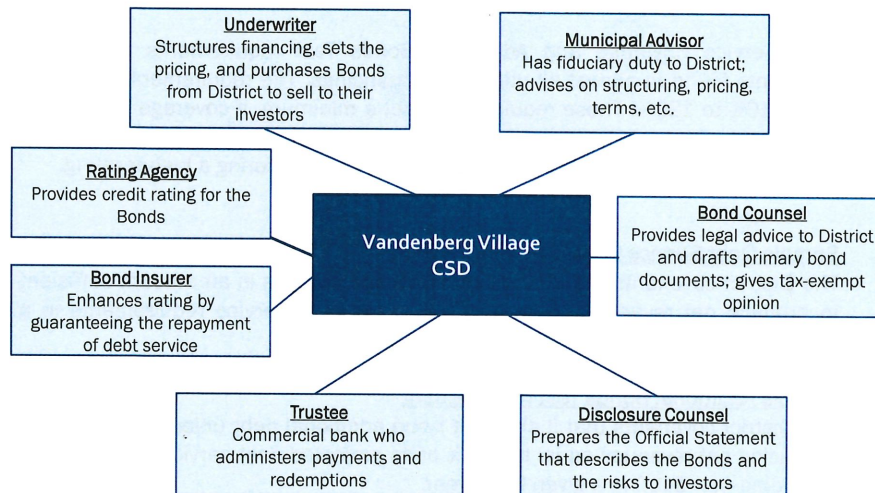 Underwriter
Structures financing, sets the
pricing, and purchases Bonds
from District to sell to their
investors
Municipal Advisor
Has fiduciary duty to District;
advises on structuring, pricing,
terms, etc.
Rating Agency
Provides credit rating for the
Bonds
Vandenberg Village
CSD
Bond Counsel
Provides legal advice to District
and drafts primary bond
documents; gives tax-exempt
opinion
Bond Insurer
Enhances rating by
guaranteeing the repayment
of debt service
Trustee
Commercial bank who
administers payments and
redemptions
Disclosure Counsel
Prepares the Official Statement
that describes the Bonds and
the risks to investors